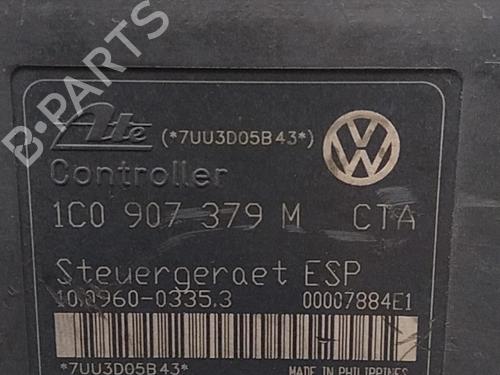 B-PARTS
Ate (*7UU3D05B43*)
Controller
1C0 907 379 M CTA
Steuergeraet ESP
10.0960-0335.3 00007884E1
*7UU3D05B43* MADE IN PHILIPPINES